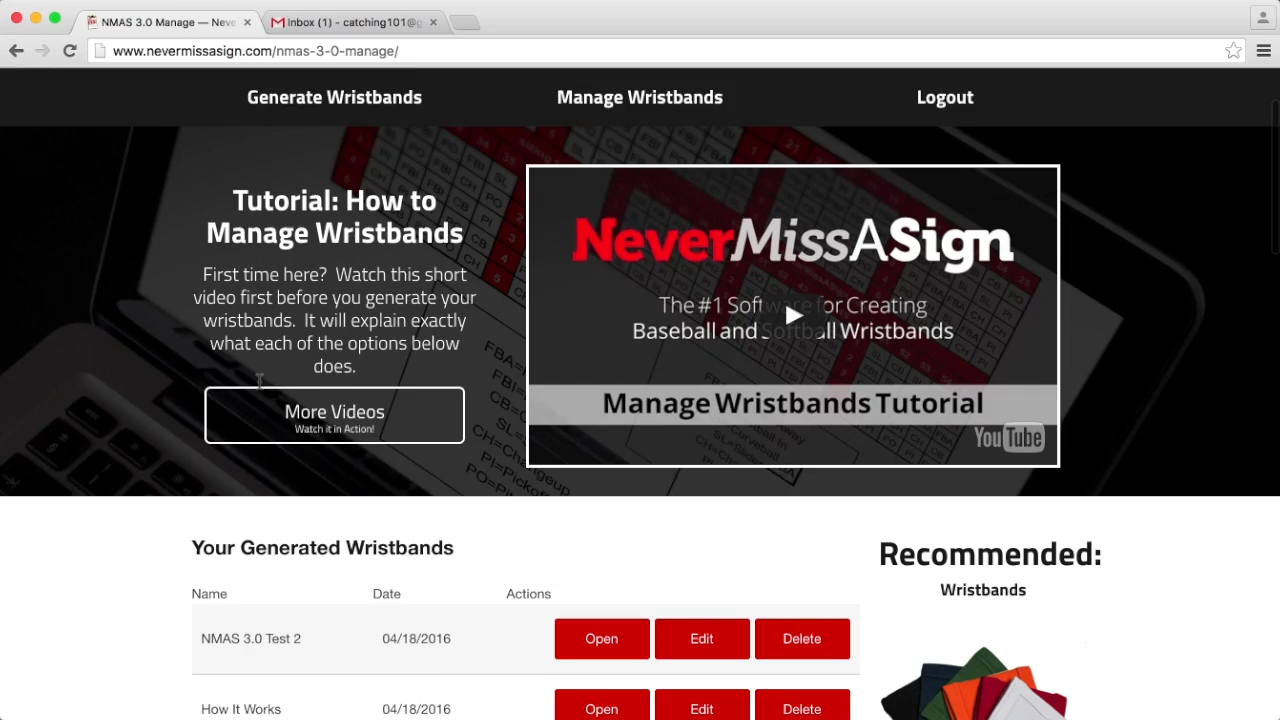 NMAS 3.0 Manage — Neve
Inbox (1) - catching101@g
www.nevermissasign.com/nmas-3-0-manage/
Generate Wristbands
Manage Wristbands
Logout
Tutorial: How to
Manage Wristbands
First time here? Watch this short
video first before you generate your
wristbands. It will explain exactly
what each of the options below
does.
More Videos
Watch it in Action!
NeverMissASign
The #1 Software for Creating
Baseball and Softball Wristbands
Manage Wristbands Tutorial
YouTube
Your Generated Wristbands
Name Date Actions
NMAS 3.0 Test 2 04/18/2016 Open Edit Delete
How It Works 04/18/2016 Open Edit Delete
Recommended:
Wristbands